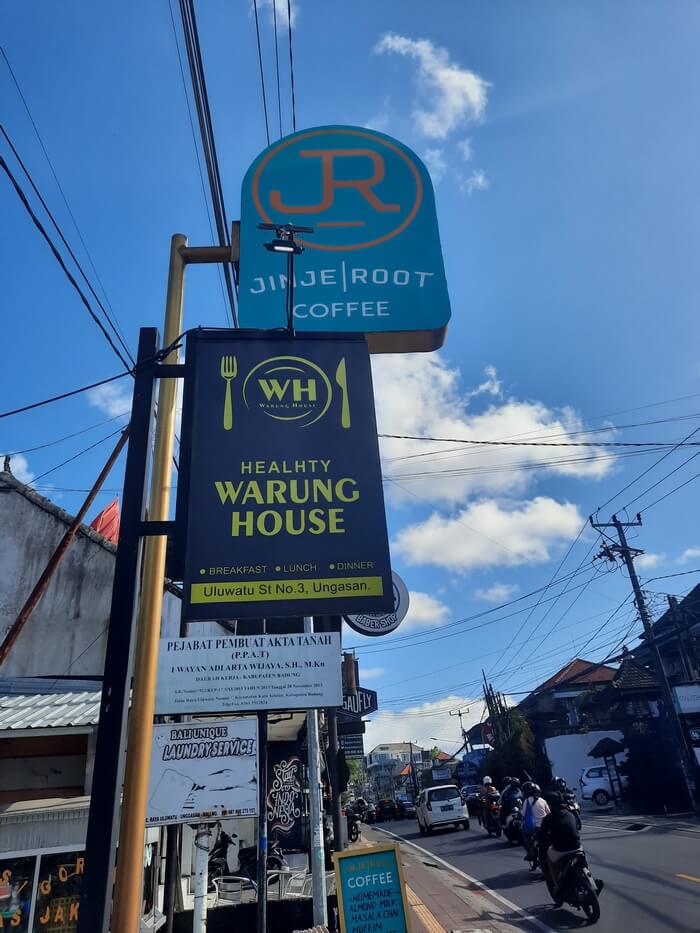 JR
JINJE|ROOT
COFFEE
WH
WARUNG HOUSE
HEALHTY
WARUNG
HOUSE
• BREAKFAST • LUNCH • DINNER
Uluwatu St No.3, Ungasan.
PEJABAT PEMBUAT AKTA TANAH
(P.P.A.T)
I WAYAN ADI ARTA WIJAYA, S.H., M.Kn
DAERAH KERJA : KABUPATEN BADUNG
BALI UNIQUE
LAUNDRY SERVICE
JINJE|ROOT
COFFEE
-HOMEMADE
ALMOND MILK
MASALA CHAI
MUFFIN